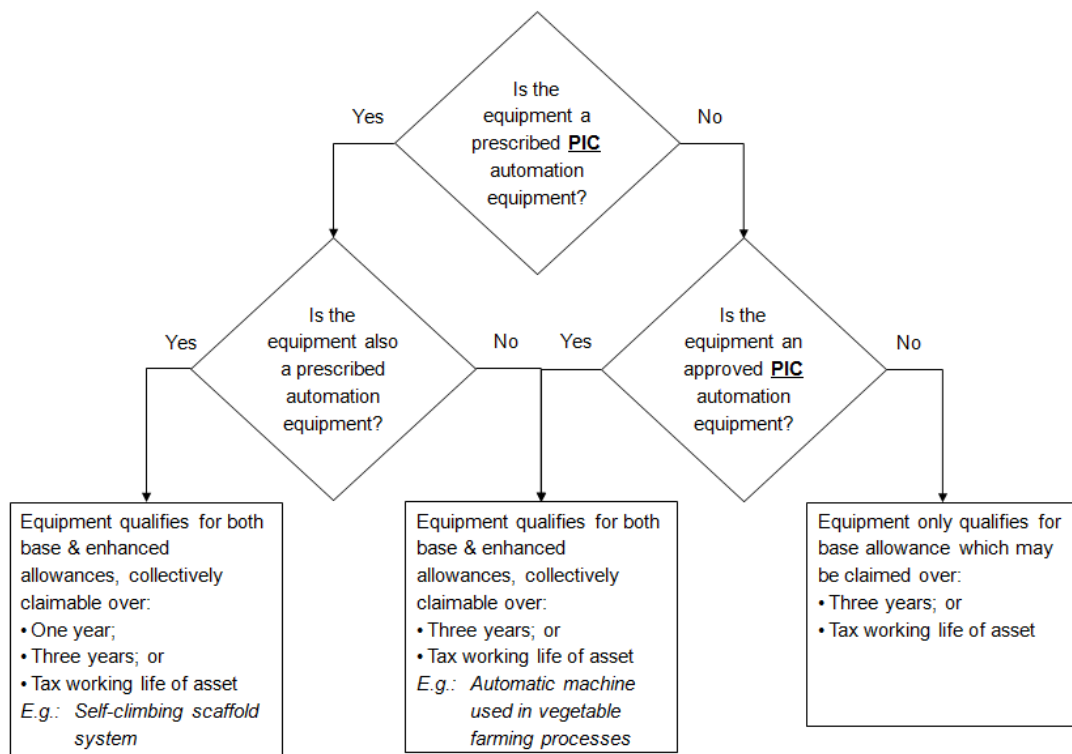 Is the
equipment a
prescribed PIC
automation
equipment?
Yes
No
Is the
equipment also
a prescribed
automation
equipment?
Yes
No
Is the
equipment an
approved PIC
automation
equipment?
Yes
No
Equipment qualifies for both
base & enhanced
allowances, collectively
claimable over:
• One year;
• Three years; or
• Tax working life of asset
E.g.: Self-climbing scaffold
system
Equipment qualifies for both
base & enhanced
allowances, collectively
claimable over:
• Three years; or
• Tax working life of asset
E.g.: Automatic machine
used in vegetable
farming processes
Equipment only qualifies for
base allowance which may
be claimed over:
• Three years; or
• Tax working life of asset